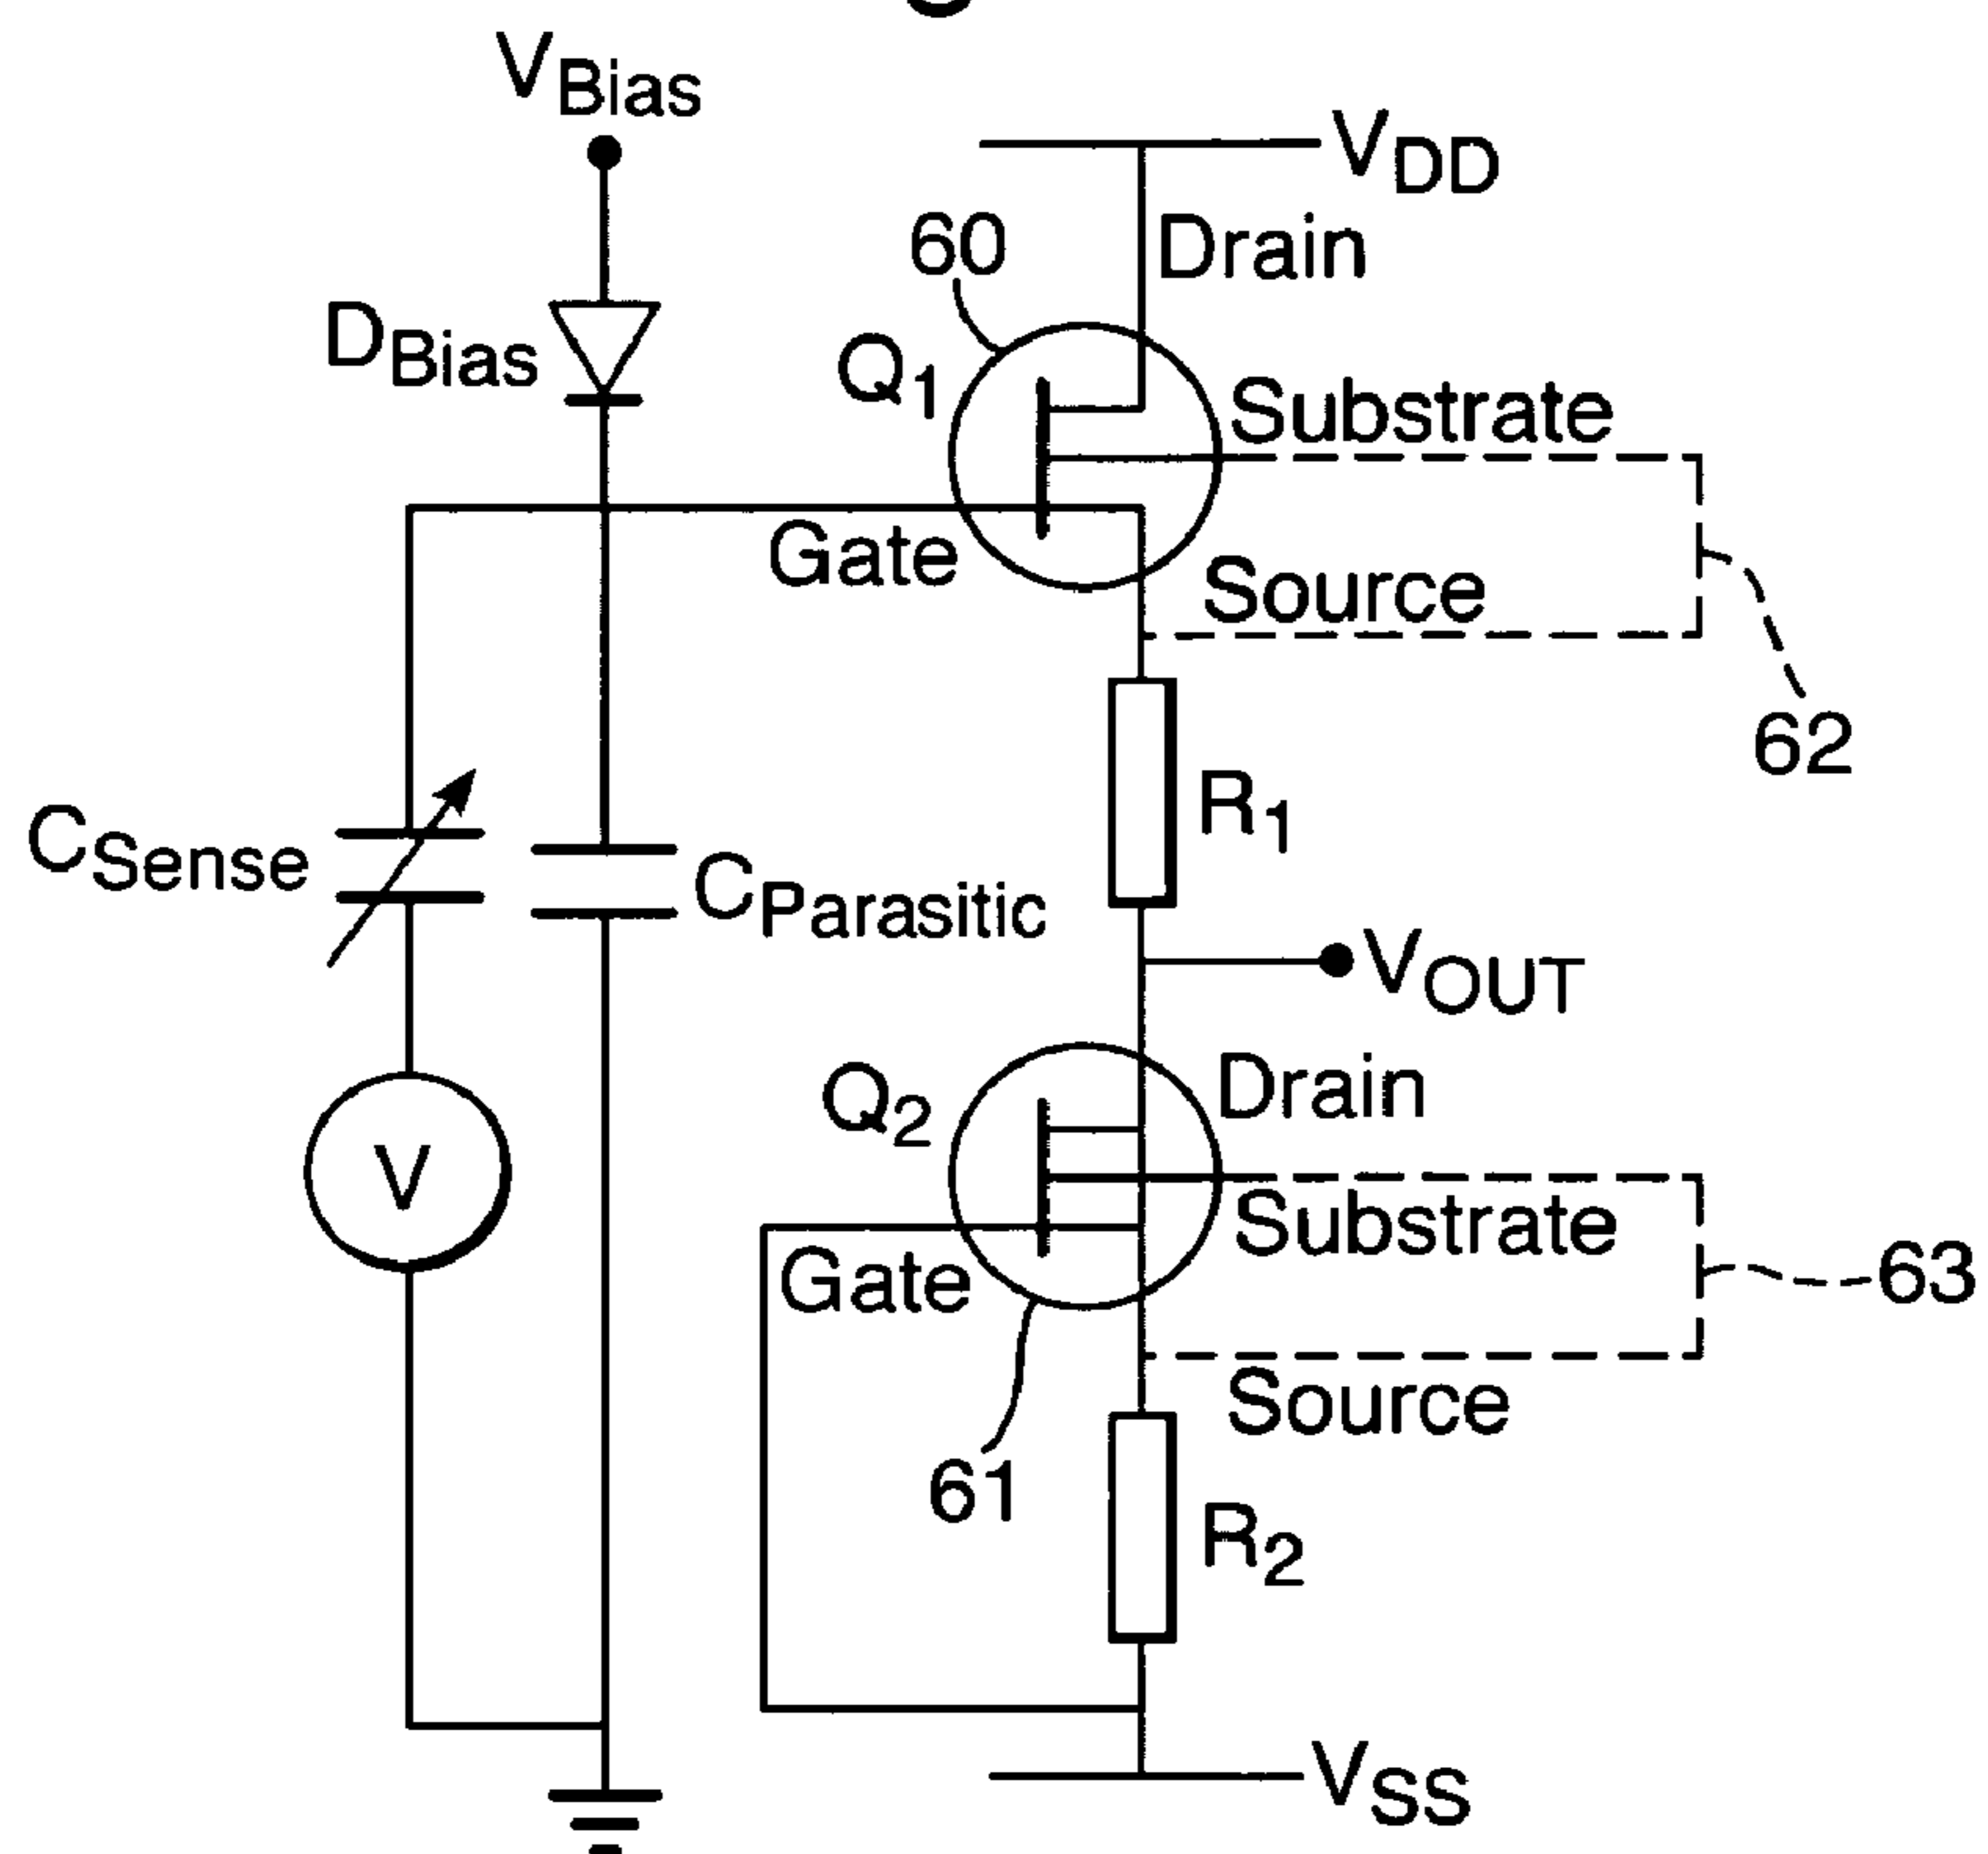 VBias
VDD
60
Drain
DBias
Q1
Substrate
Gate
Source
62
R1
CSense
CParasitic
VOUT
Q2
Drain
V
Substrate
Gate
63
Source
61
R2
VSS